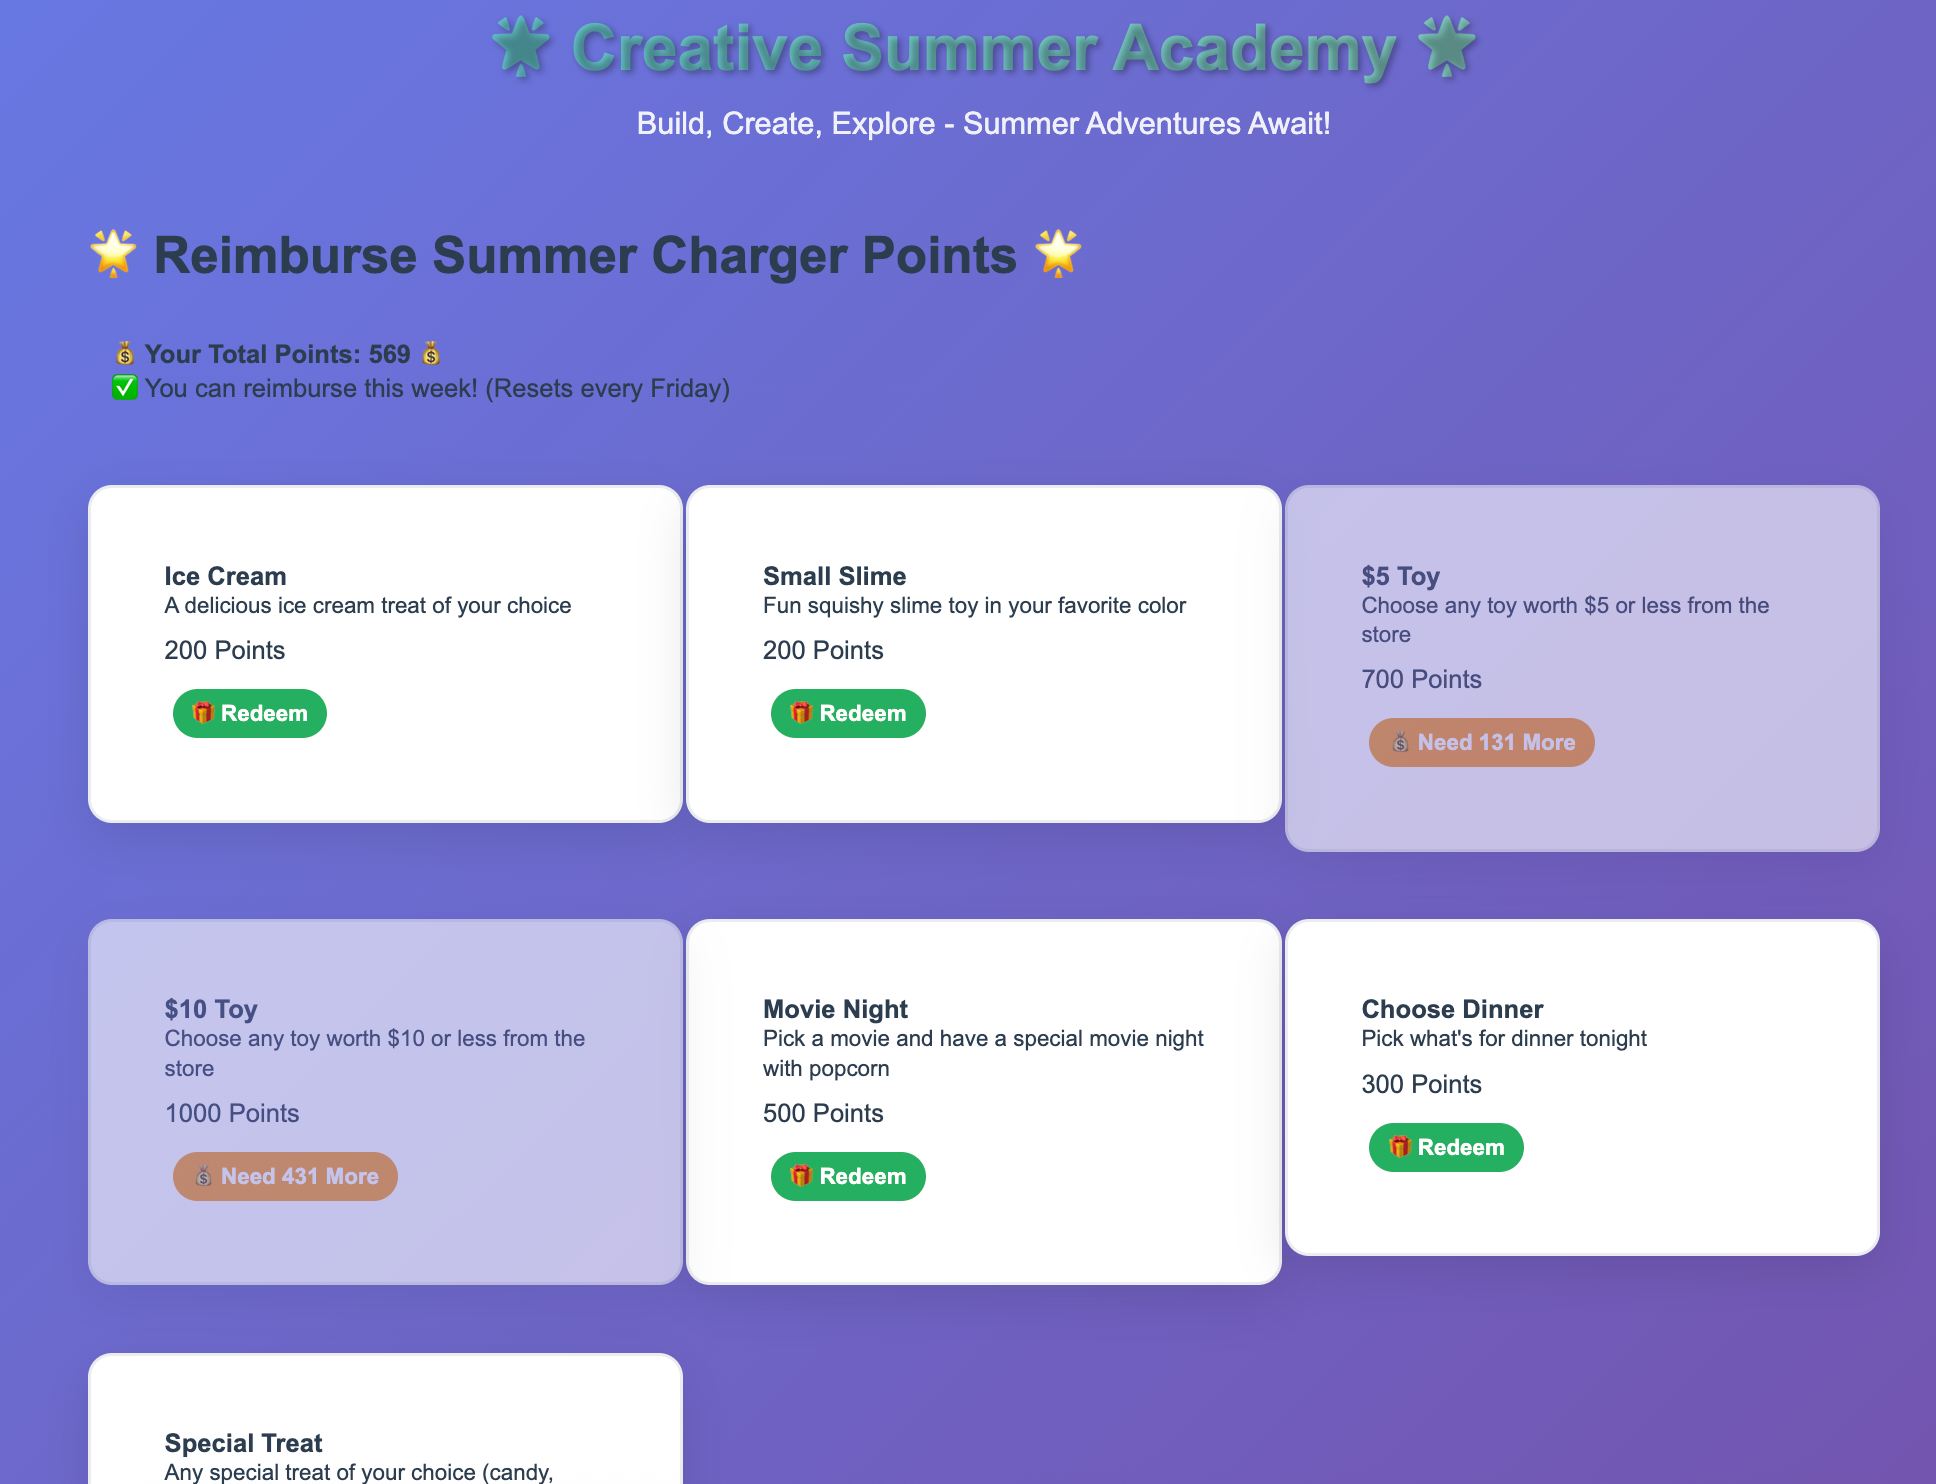 🌟 Creative Summer Academy 🌟
Build, Create, Explore - Summer Adventures Await!
🌟 Reimburse Summer Charger Points 🌟
💰 Your Total Points: 569 💰
✅ You can reimburse this week! (Resets every Friday)
Ice Cream
A delicious ice cream treat of your choice
200 Points
🎁 Redeem
Small Slime
Fun squishy slime toy in your favorite color
200 Points
🎁 Redeem
$5 Toy
Choose any toy worth $5 or less from the
store
700 Points
💰 Need 131 More
$10 Toy
Choose any toy worth $10 or less from the
store
1000 Points
💰 Need 431 More
Movie Night
Pick a movie and have a special movie night
with popcorn
500 Points
🎁 Redeem
Choose Dinner
Pick what's for dinner tonight
300 Points
🎁 Redeem
Special Treat
Any special treat of your choice (candy,